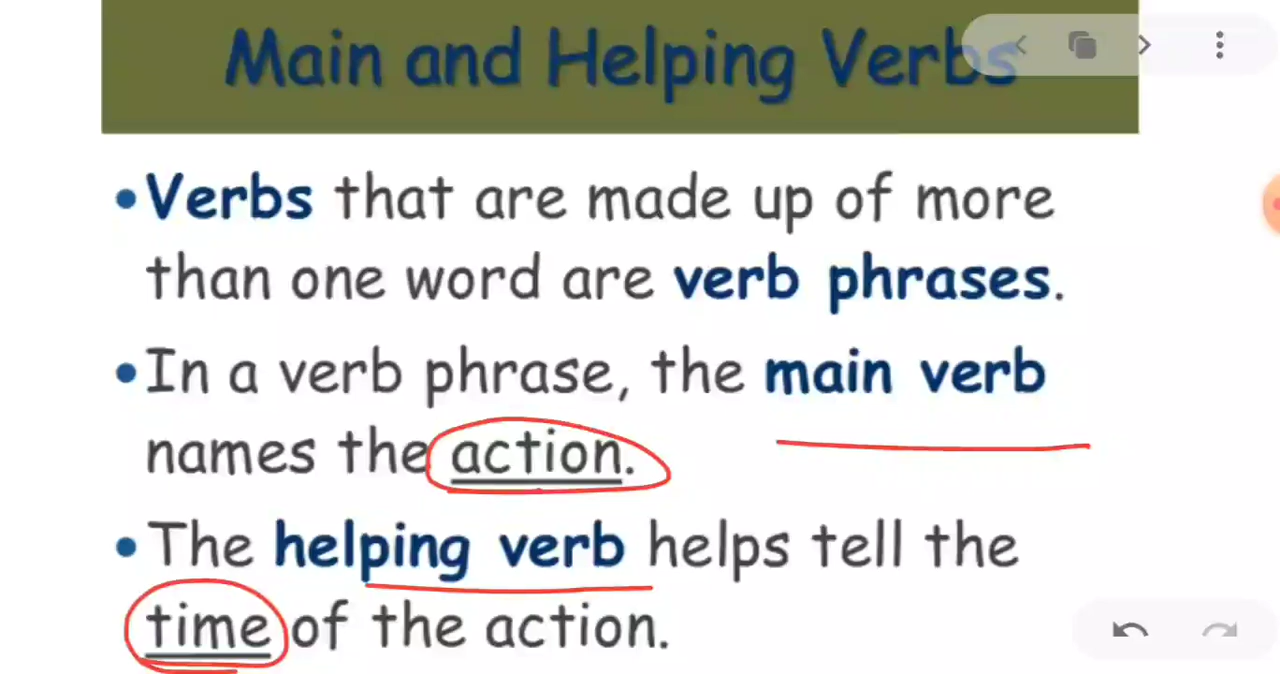 Main and Helping Verbs
•Verbs that are made up of more
than one word are verb phrases.
•In a verb phrase, the main verb
names the action.
•The helping verb helps tell the
time of the action.